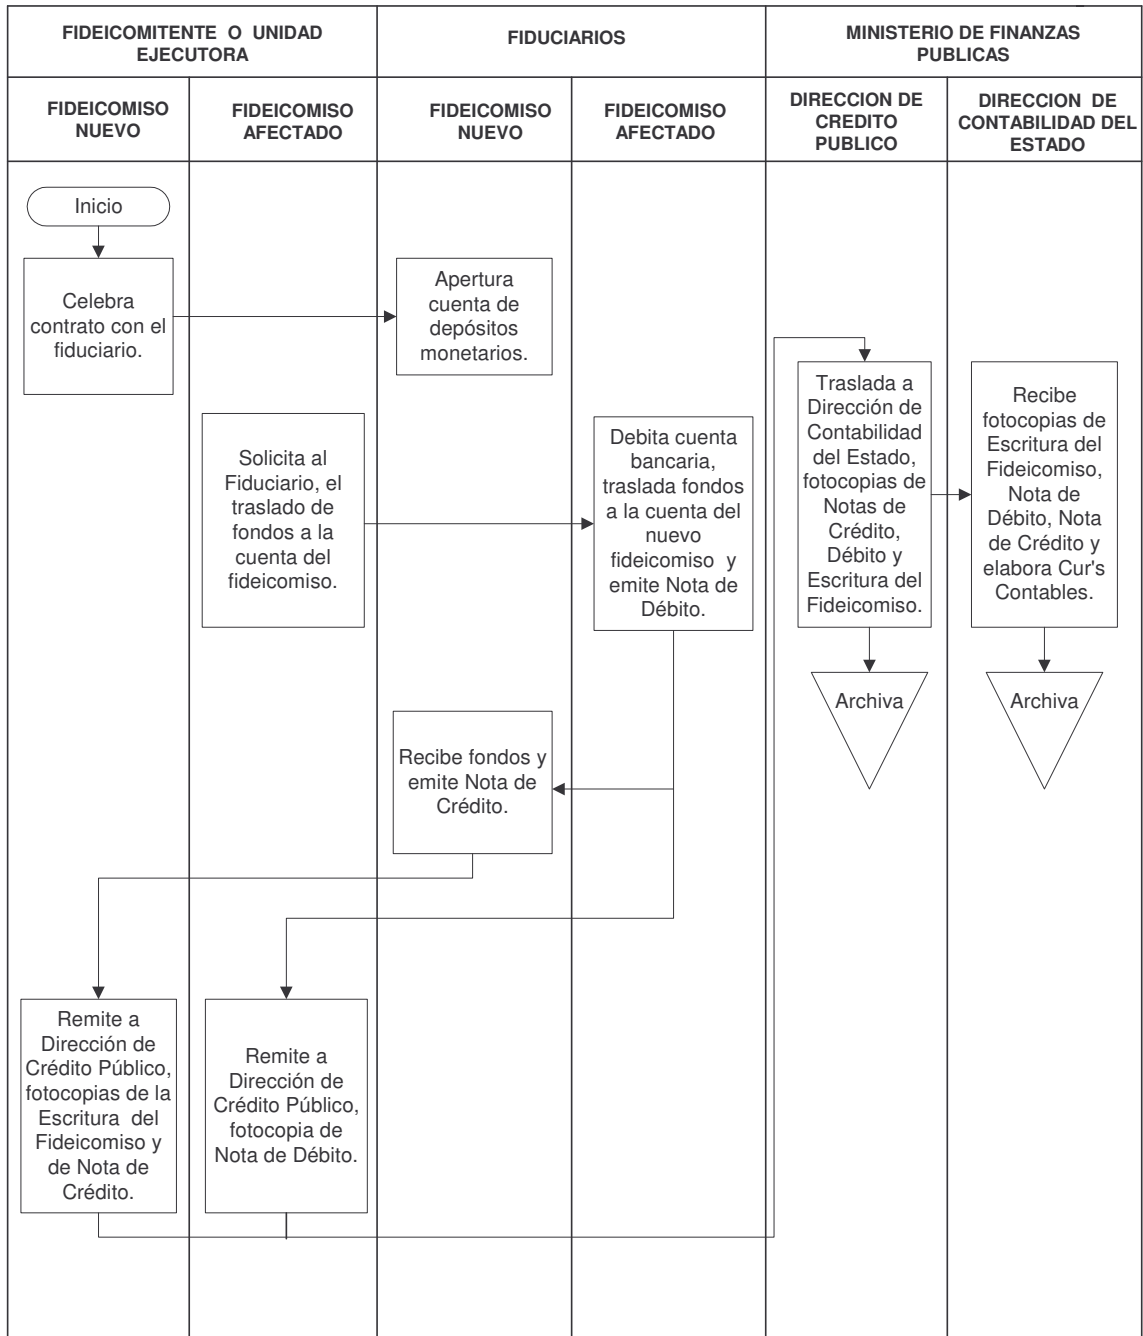 FIDEICOMITENTE O UNIDAD
EJECUTORA
FIDUCIARIOS
MINISTERIO DE FINANZAS
PUBLICAS
FIDEICOMISO
NUEVO
FIDEICOMISO
AFECTADO
FIDEICOMISO
NUEVO
FIDEICOMISO
AFECTADO
DIRECCION DE
CREDITO
PUBLICO
DIRECCION DE
CONTABILIDAD DEL
ESTADO
Inicio
Celebra
contrato con el
fiduciario.
Apertura
cuenta de
depósitos
monetarios.
Solicita al
Fiduciario, el
traslado de
fondos a la
cuenta del
fideicomiso.
Debita cuenta
bancaria,
traslada fondos
a la cuenta del
nuevo
fideicomiso y
emite Nota de
Débito.
Traslada a
Dirección de
Contabilidad
del Estado,
fotocopias de
Notas de
Crédito,
Débito y
Escritura del
Fideicomiso.
Recibe
fotocopias de
Escritura del
Fideicomiso,
Nota de
Débito, Nota
de Crédito y
elabora Cur's
Contables.
Archiva
Archiva
Recibe fondos y
emite Nota de
Crédito.
Remite a
Dirección de
Crédito Público,
fotocopias de la
Escritura del
Fideicomiso y
de Nota de
Crédito.
Remite a
Dirección de
Crédito Público,
fotocopia de
Nota de Débito.